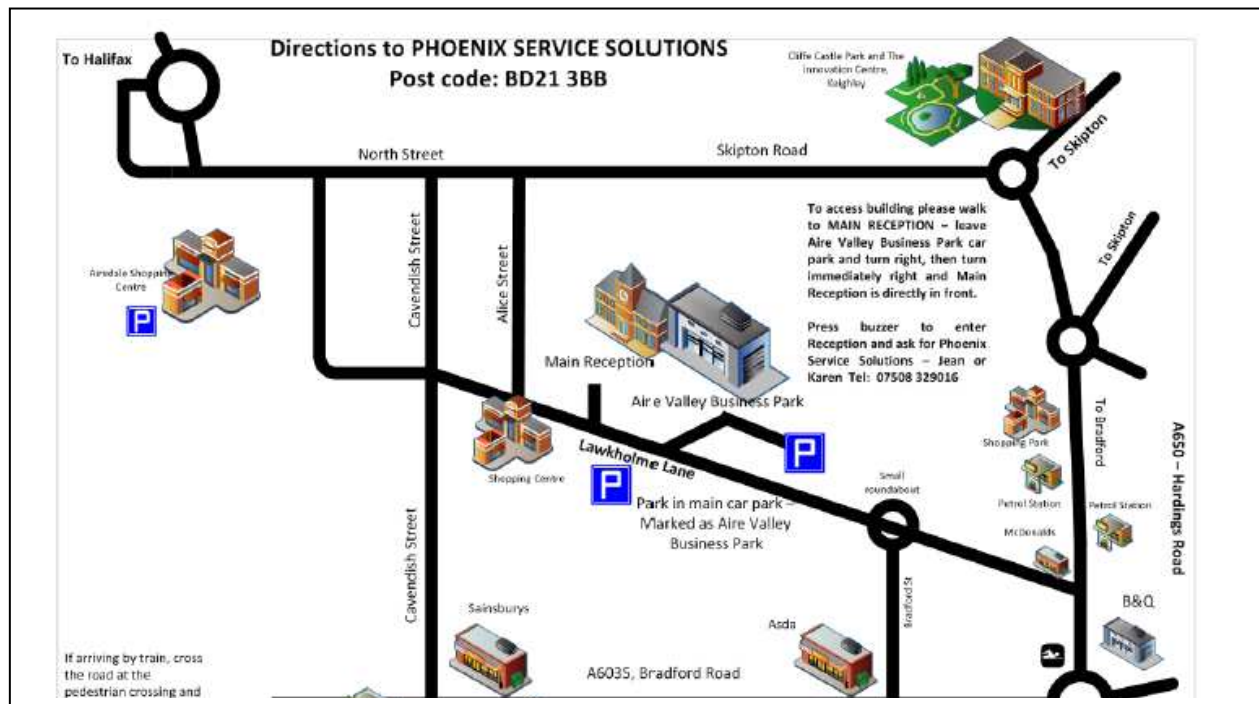 Directions to PHOENIX SERVICE SOLUTIONS
Post code: BD21 3BB
To Halifax
Cliffe Castle Park and The
Innovation Centre,
Keighley
North Street
Skipton Road
To Skipton
To Skipton
To access building please walk
to MAIN RECEPTION – leave
Aire Valley Business Park car
park and turn right, then turn
immediately right and Main
Reception is directly in front.
Press buzzer to enter
Reception and ask for Phoenix
Service Solutions – Jean or
Karen Tel: 07508 329016
Airedale Shopping
Centre
P
Cavendish Street
Alice Street
Main Reception
Aire Valley Business Park
P
To Bradford
A650 – Hardings Road
Shopping Park
Shopping Centre
Lawkholme Lane
P
Park in main car park –
Marked as Aire Valley
Business Park
Small
roundabout
Petrol Station
Petrol Station
McDonalds
Cavendish Street
Bradford St
B&Q
Sainsburys
Asda
A6035, Bradford Road
If arriving by train, cross
the road at the
pedestrian crossing and